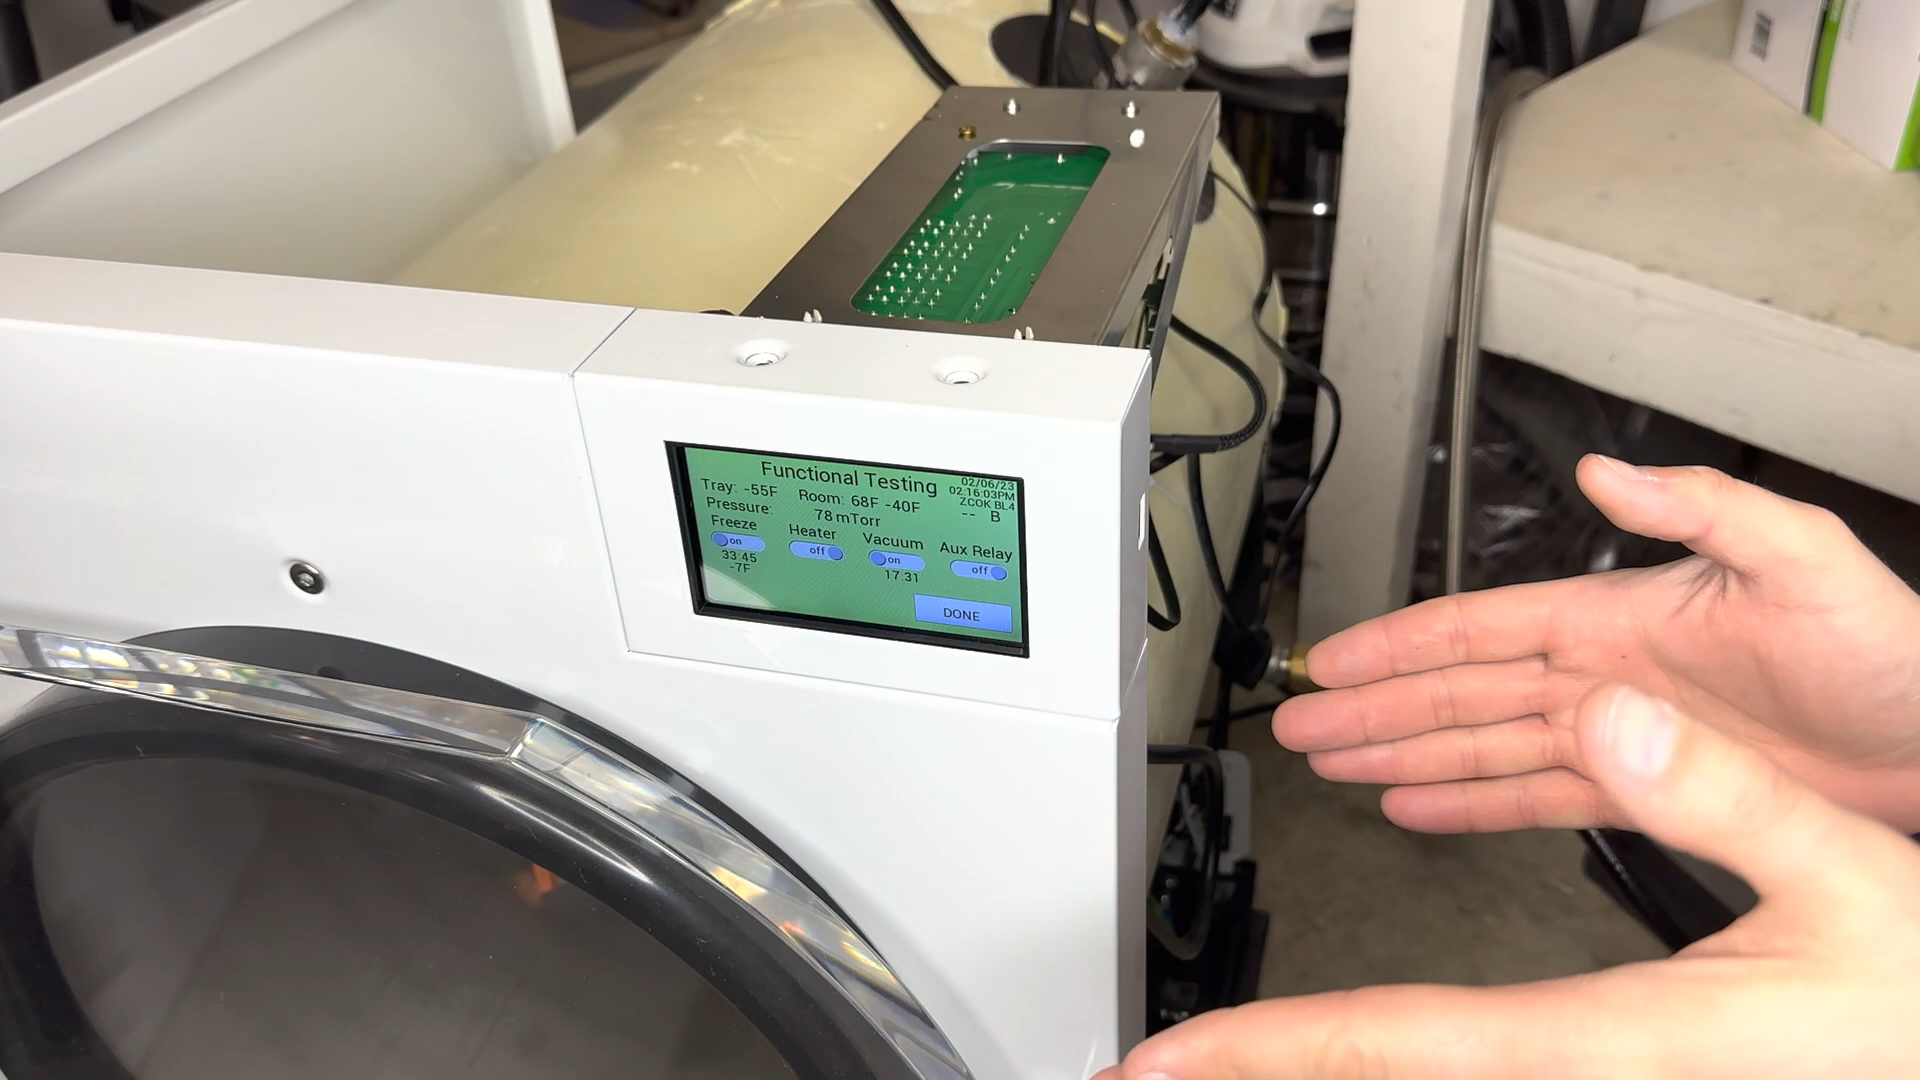 Functional Testing
02/06/23
02:16:03PM
Tray: -55F Room: 68F -40F
ZCOK BL4
Pressure: 78 mTorr
-- B
Freeze Heater Vacuum Aux Relay
on off on off
33:45 17:31
-7F
DONE